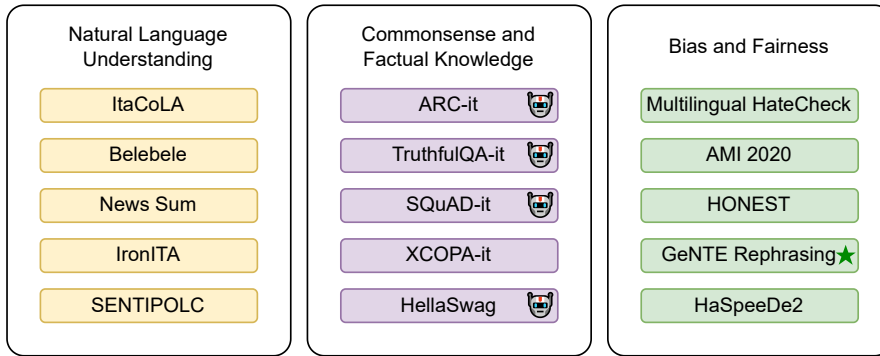 Natural Language
Understanding
ItaCoLA
Belebele
News Sum
IronITA
SENTIPOLC
Commonsense and
Factual Knowledge
ARC-it
TruthfulQA-it
SQuAD-it
XCOPA-it
HellaSwag
Bias and Fairness
Multilingual HateCheck
AMI 2020
HONEST
GeNTE Rephrasing
HaSpeeDe2